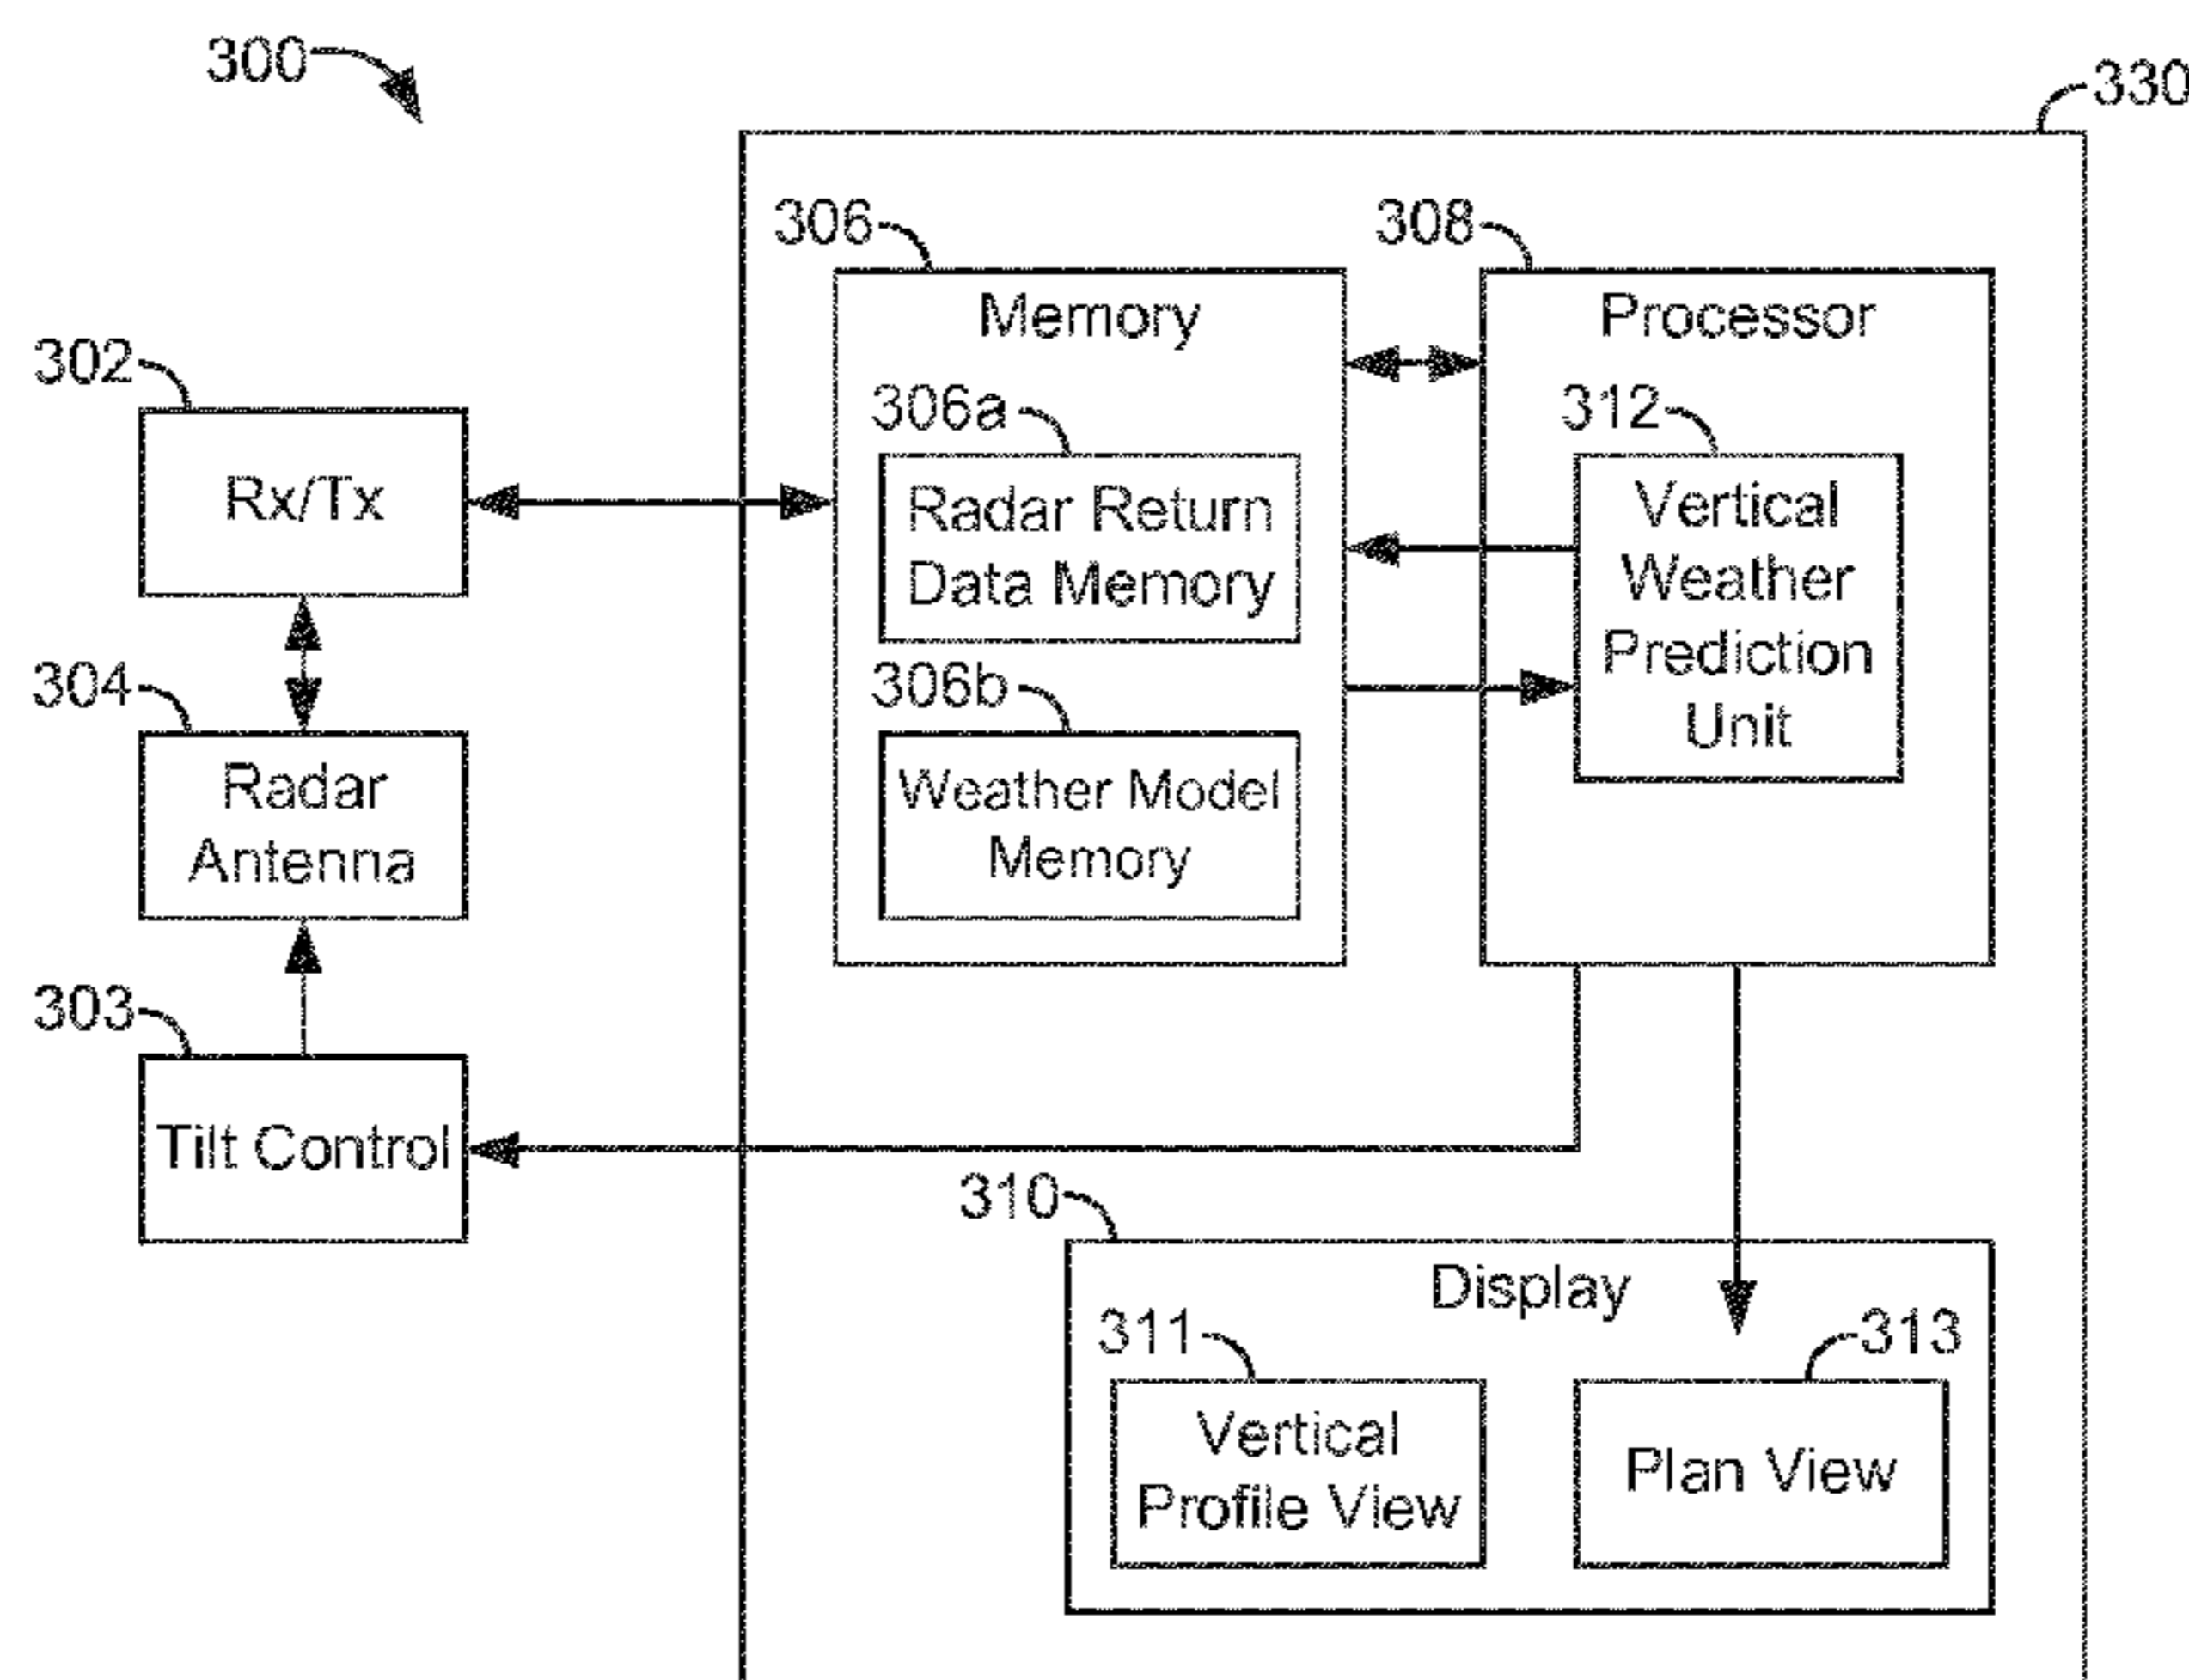 300
330
306
308
Memory
Processor
302
306a
312
Rx/Tx
Radar Return
Data Memory
Vertical
Weather
Prediction
Unit
304
306b
Radar
Antenna
Weather Model
Memory
303
Tilt Control
310
Display
311
313
Vertical
Profile View
Plan View